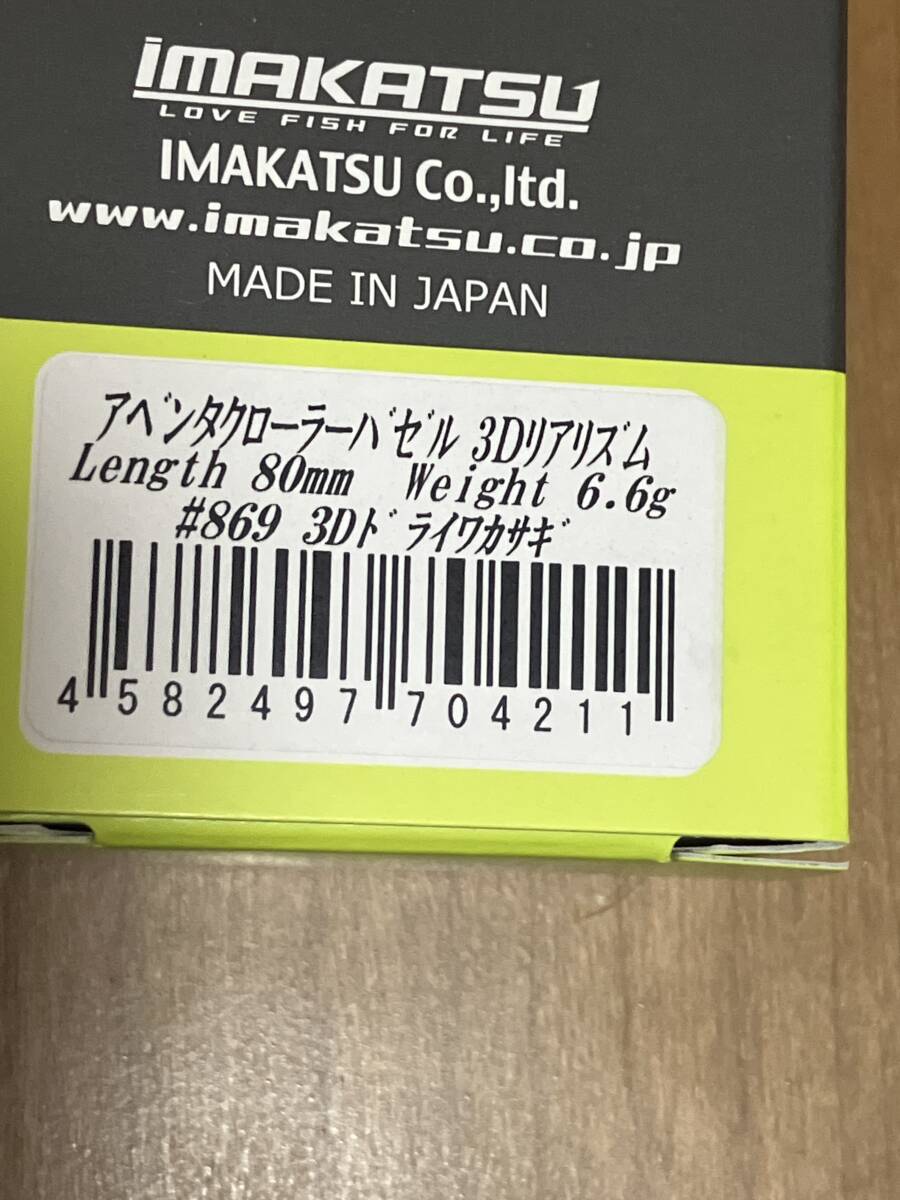 iMAKATSU
LOVE FISH FOR LIFE
IMAKATSU Co.,ltd.
www.imakatsu.co.jp
MADE IN JAPAN
ｱﾍﾞﾝﾀｸﾛｰﾗｰﾊﾞｾﾞﾙ 3Dﾘｱﾘｽﾞﾑ
Length 80mm Weight 6.6g
#869 3Dﾄﾞﾗｲﾜｶｻｷﾞ
4 582497 704211